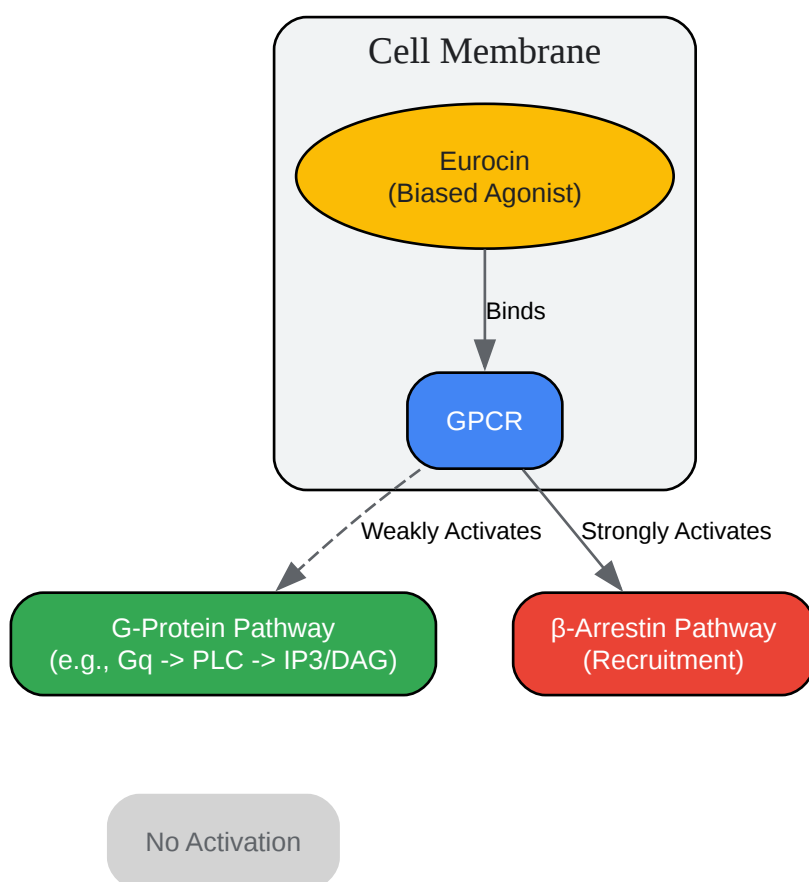 Cell Membrane
Eurocin
(Biased Agonist)
Binds
GPCR
Weakly Activates
Strongly Activates
G-Protein Pathway
(e.g., Gq -> PLC -> IP3/DAG)
β-Arrestin Pathway
(Recruitment)
No Activation